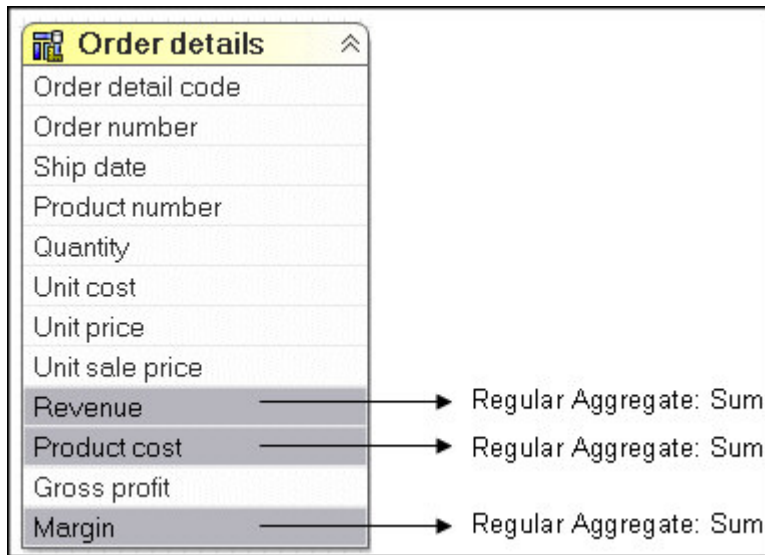 Order details
Order detail code
Order number
Ship date
Product number
Quantity
Unit cost
Unit price
Unit sale price
Revenue Regular Aggregate: Sum
Product cost Regular Aggregate: Sum
Gross profit
Margin Regular Aggregate: Sum